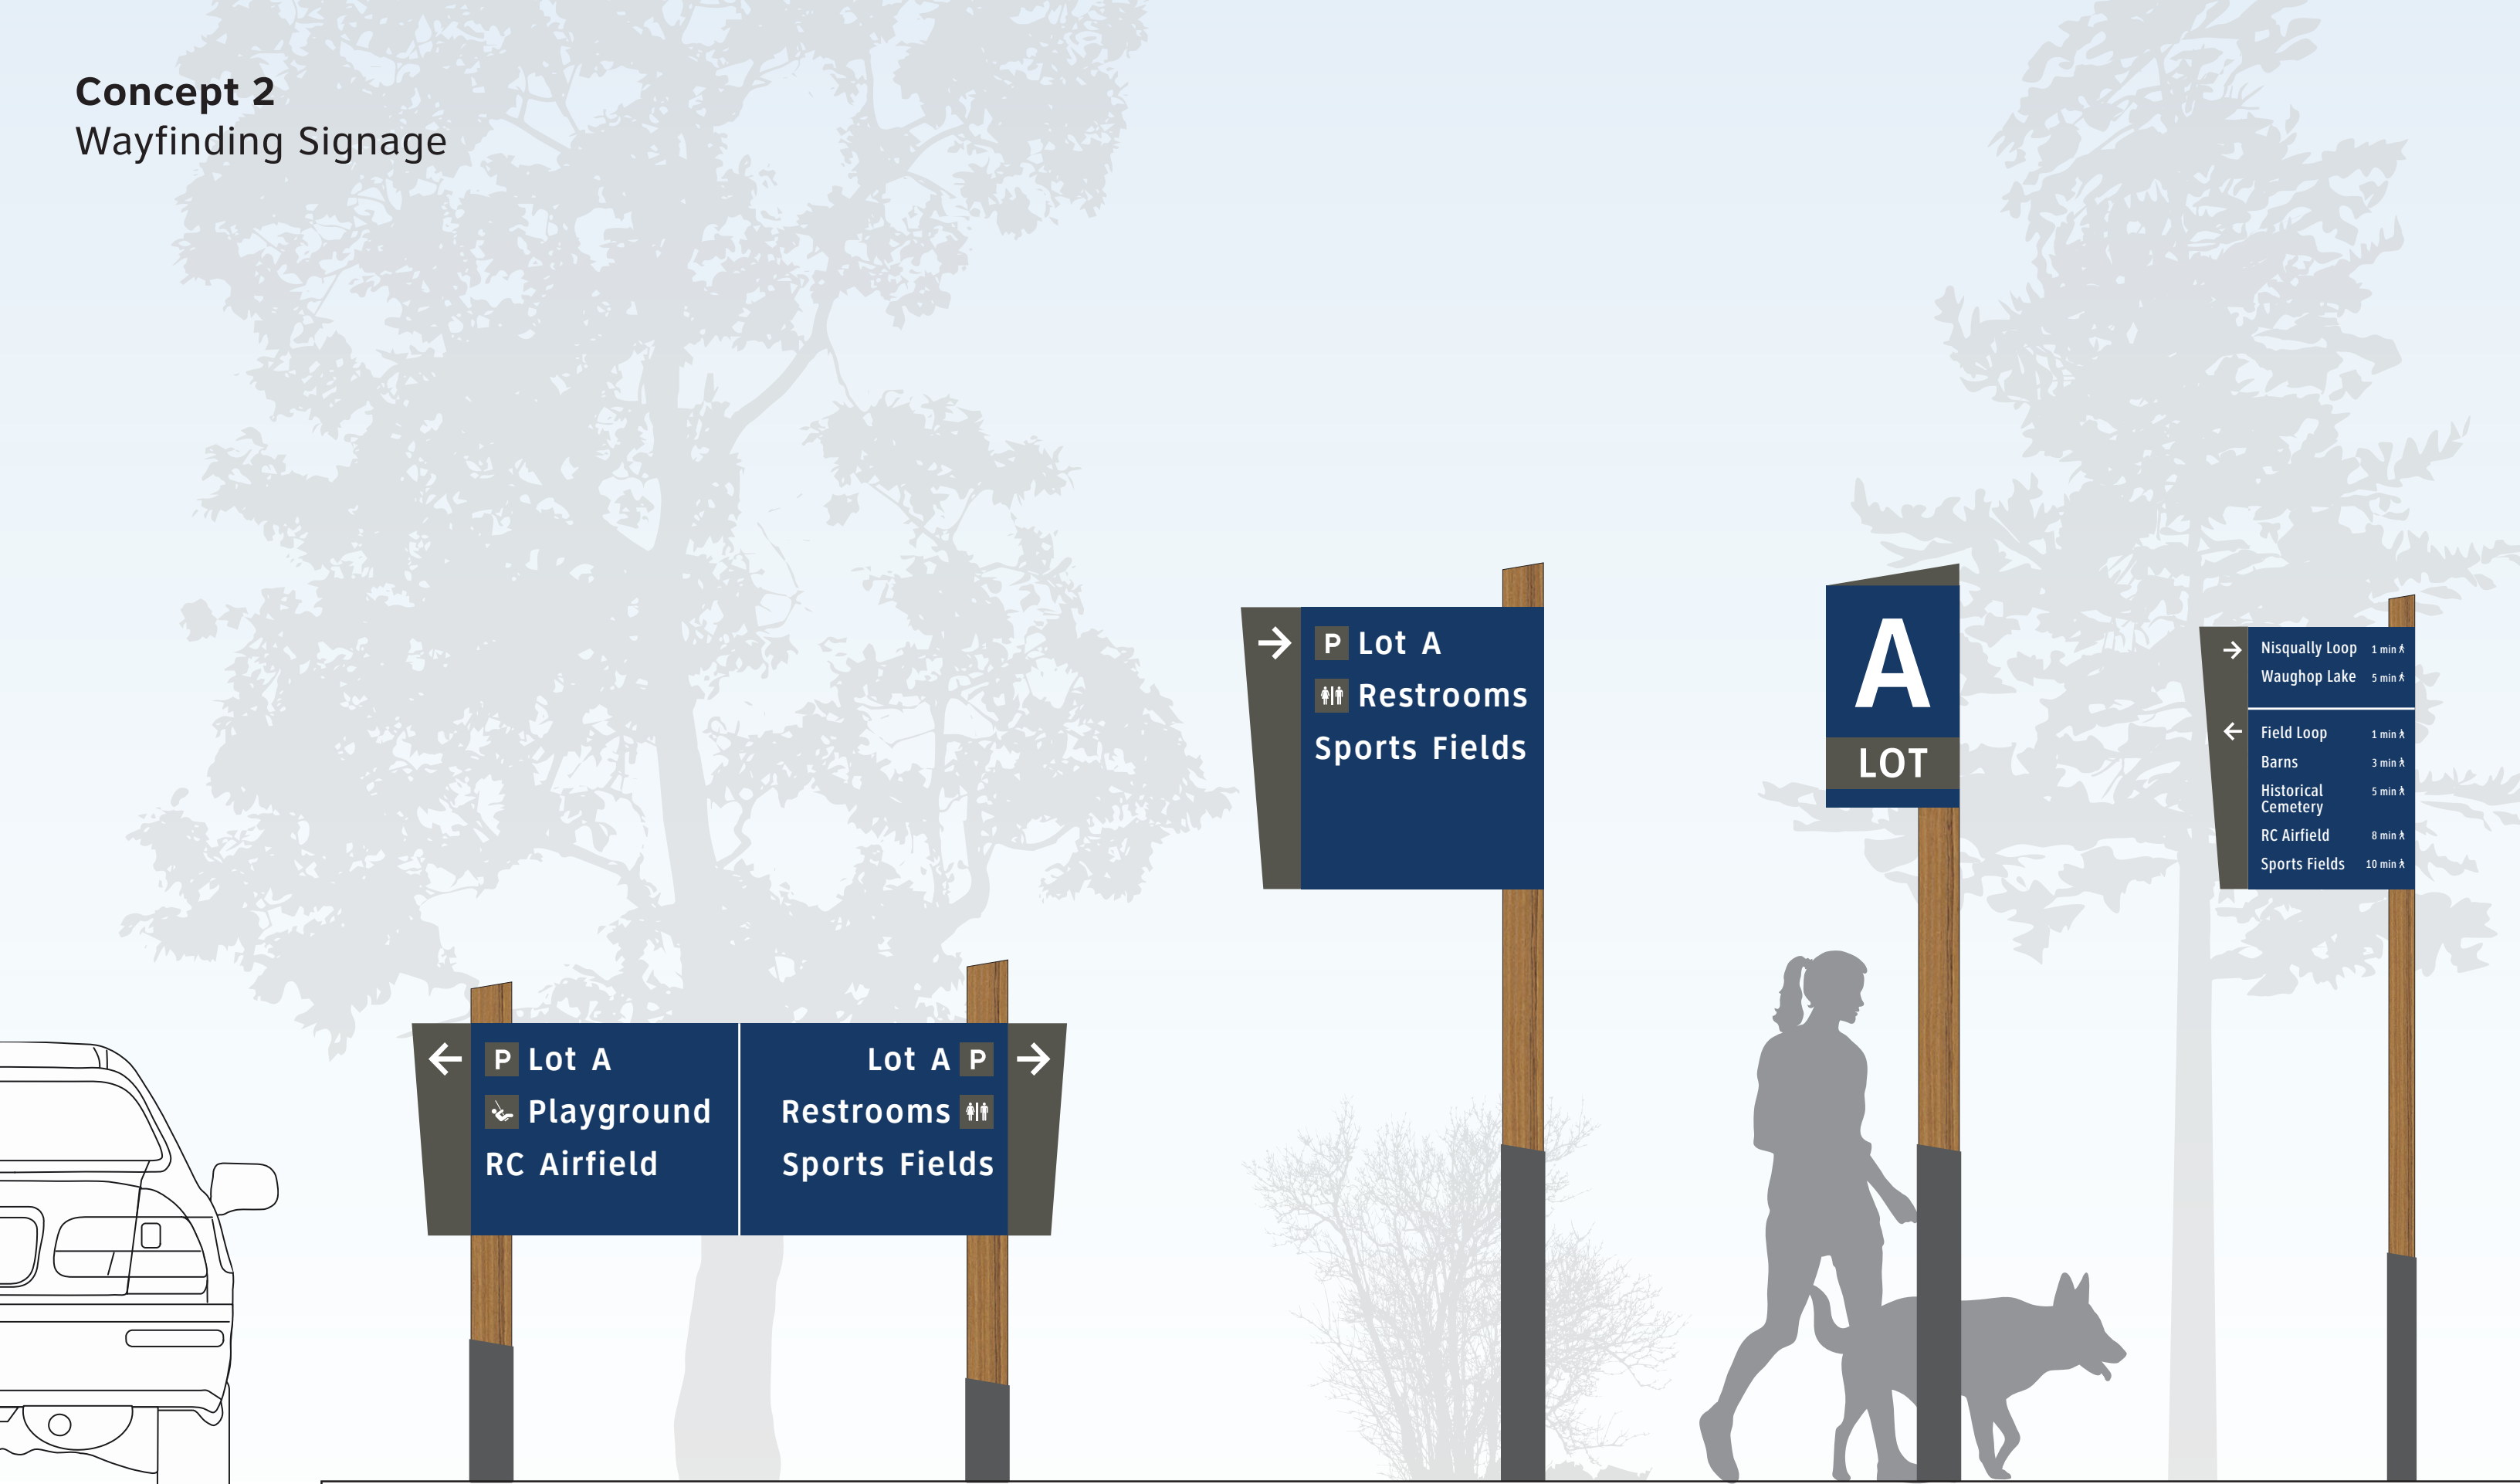 Concept 2
Wayfinding Signage
← P Lot A
Playground
RC Airfield
Lot A P →
Restrooms
Sports Fields
→ P Lot A
Restrooms
Sports Fields
A
LOT
→ Nisqually Loop 1 min
Waughop Lake 5 min
← Field Loop 1 min
Barns 3 min
Historical 5 min
Cemetery
RC Airfield 8 min
Sports Fields 10 min